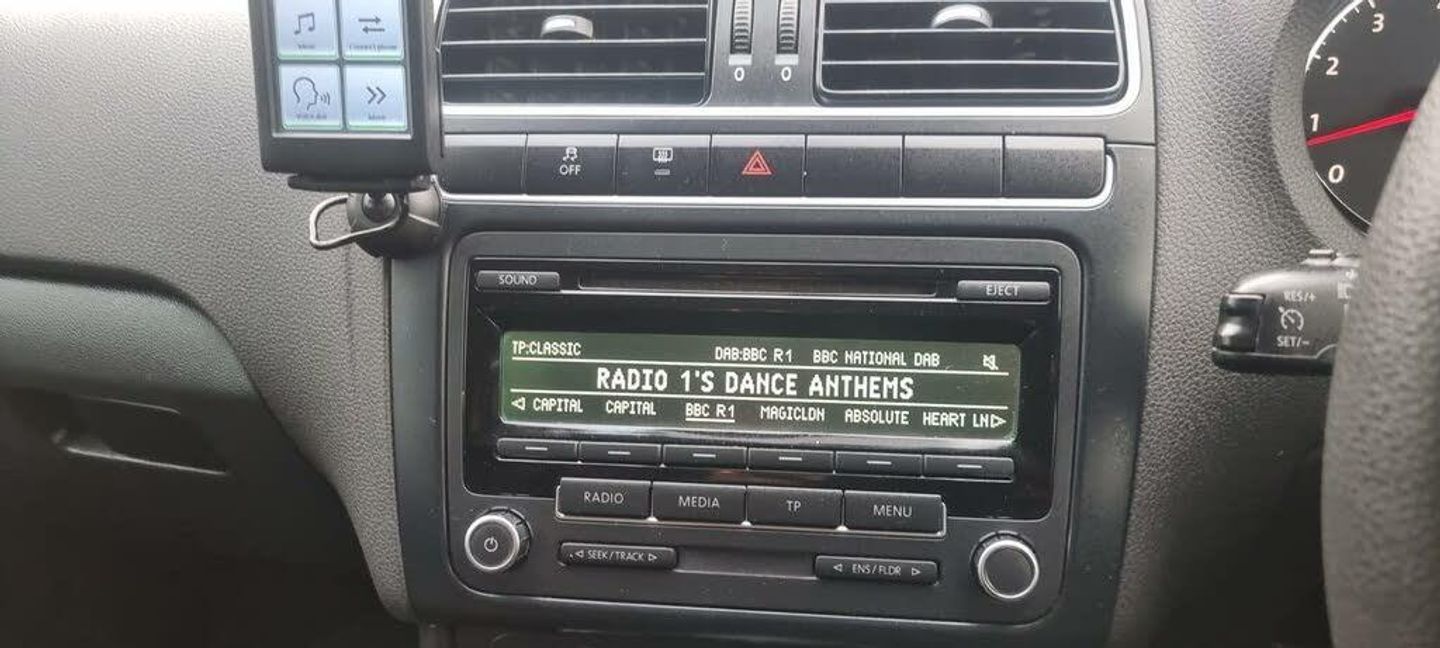 Music
Connect phone
Voice dial
More
0 0
OFF
3
2
1
0
RES/+
SET/-
SOUND
EJECT
TP:CLASSIC DAB:BBC R1 BBC NATIONAL DAB
RADIO 1'S DANCE ANTHEMS
CAPITAL CAPITAL BBC R1 MAGICLDN ABSOLUTE HEART LN
RADIO MEDIA TP MENU
SEEK / TRACK
ENS / FLDR